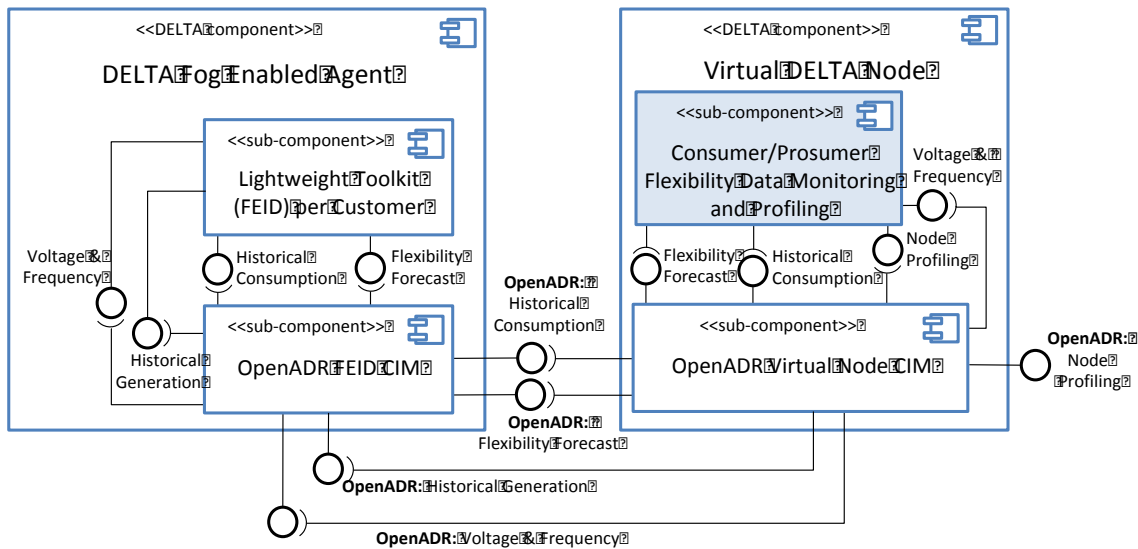 <<DELTA component>>
DELTA Fog Enabled Agent
<<sub-component>>
Lightweight Toolkit
(FEID) per Customer
Voltage &
Frequency
Historical
Consumption
Flexibility
Forecast
Historical
Generation
<<sub-component>>
OpenADR FEID CIM
OpenADR:
Historical
Consumption
OpenADR:
Flexibility Forecast
<<DELTA component>>
Virtual DELTA Node
<<sub-component>>
Consumer/Prosumer
Flexibility Data Monitoring
and Profiling
Voltage &
Frequency
Flexibility
Forecast
Historical
Consumption
Node
Profiling
<<sub-component>>
OpenADR Virtual Node CIM
OpenADR:
Node
Profiling
OpenADR: Historical Generation
OpenADR: Voltage & Frequency